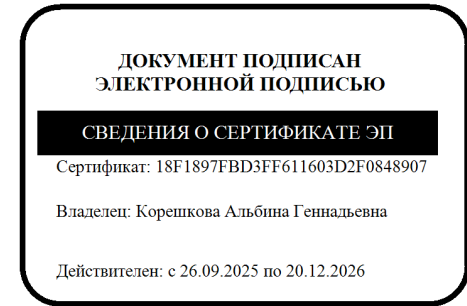 ДОКУМЕНТ ПОДПИСАН
ЭЛЕКТРОННОЙ ПОДПИСЬЮ
СВЕДЕНИЯ О СЕРТИФИКАТЕ ЭП
Сертификат: 18F1897FBD3FF611603D2F0848907
Владелец: Корешкова Альбина Геннадьевна
Действителен: с 26.09.2025 по 20.12.2026